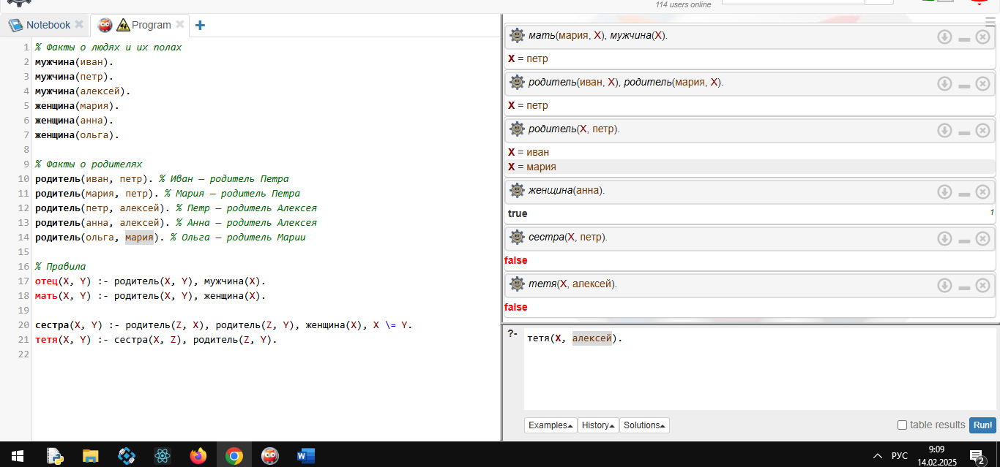 114 users online
Notebook
Program
1 % Факты о людях и их полах
2 мужчина(иван).
3 мужчина(петр).
4 мужчина(алексей).
5 женщина(мария).
6 женщина(анна).
7 женщина(ольга).
8
9 % Факты о родителях
10 родитель(иван, петр). % Иван — родитель Петра
11 родитель(мария, петр). % Мария — родитель Петра
12 родитель(петр, алексей). % Петр — родитель Алексея
13 родитель(анна, алексей). % Анна — родитель Алексея
14 родитель(ольга, мария). % Ольга — родитель Марии
15
16 % Правила
17 отец(X, Y) :- родитель(X, Y), мужчина(X).
18 мать(X, Y) :- родитель(X, Y), женщина(X).
19
20 сестра(X, Y) :- родитель(Z, X), родитель(Z, Y), женщина(X), X \= Y.
21 тетя(X, Y) :- сестра(X, Z), родитель(Z, Y).
22
мать(мария, X), мужчина(X).
X = петр
родитель(иван, X), родитель(мария, X).
X = петр
родитель(X, петр).
X = иван
X = мария
женщина(анна).
true 1
сестра(X, петр).
false
тетя(X, алексей).
false
?- тетя(X, алексей).
Examples History Solutions table results Run!
РУС 9:09
14.02.2025 2